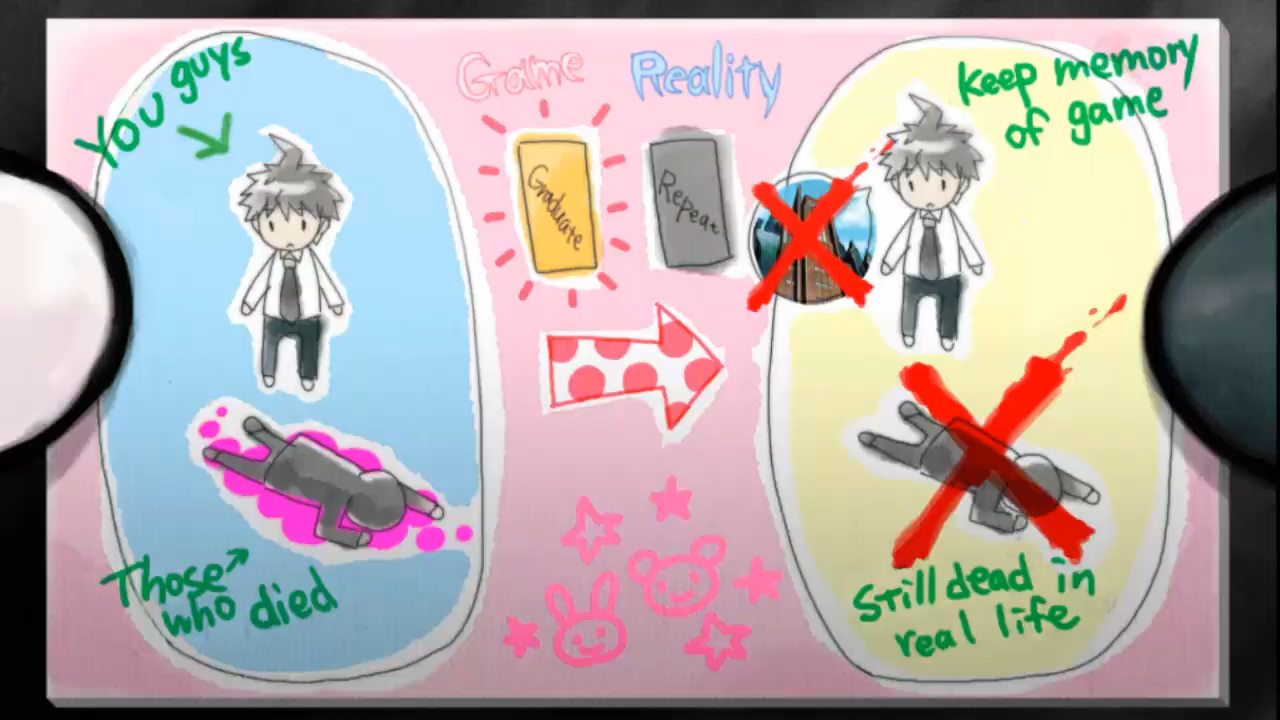 You guys
Game
Reality
Keep memory
of game
Graduate
Repeat
Those
who died
Still dead in
real life